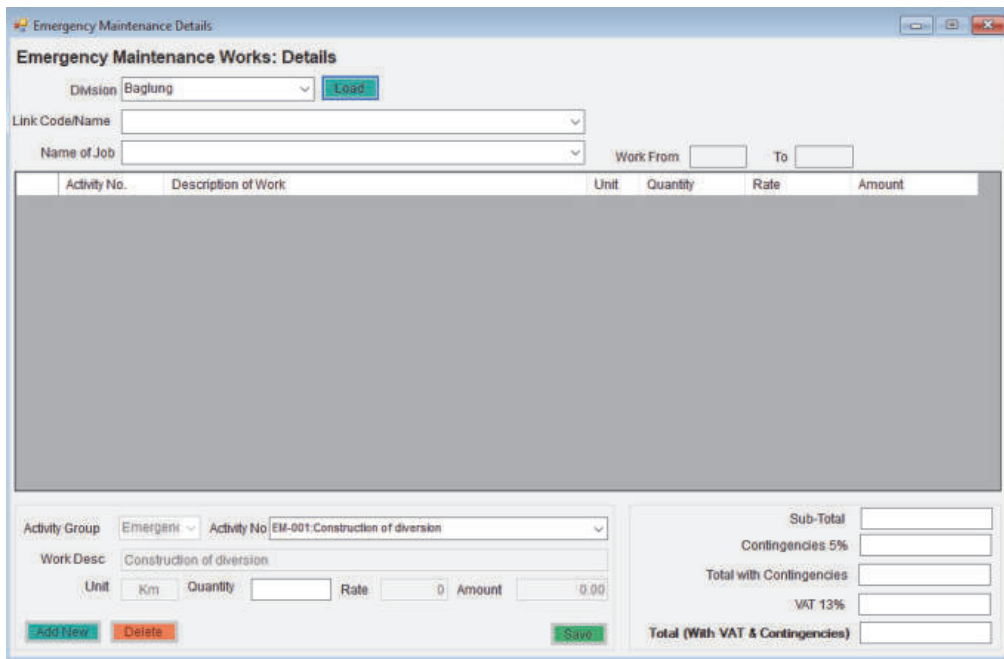 Emergency Maintenance Details
Emergency Maintenance Works: Details
Division Baglung Load
Link Code/Name
Name of Job Work From To
Activity No. Description of Work Unit Quantity Rate Amount
Activity Group Emergenc Activity No EM-001:Construction of diversion
Work Desc Construction of diversion
Unit Km Quantity Rate 0 Amount 0.00
Add New Delete Save
Sub-Total
Contingencies 5%
Total with Contingencies
VAT 13%
Total (With VAT & Contingencies)